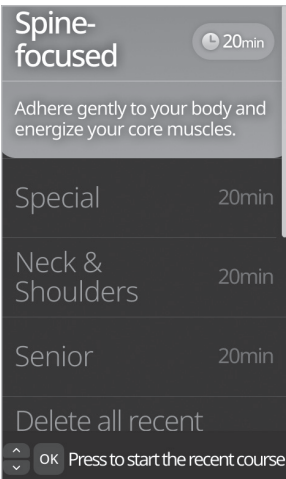 Spine-
focused
20min
Adhere gently to your body and
energize your core muscles.
Special 20min
Neck &
Shoulders
20min
Senior 20min
Delete all recent
OK Press to start the recent course